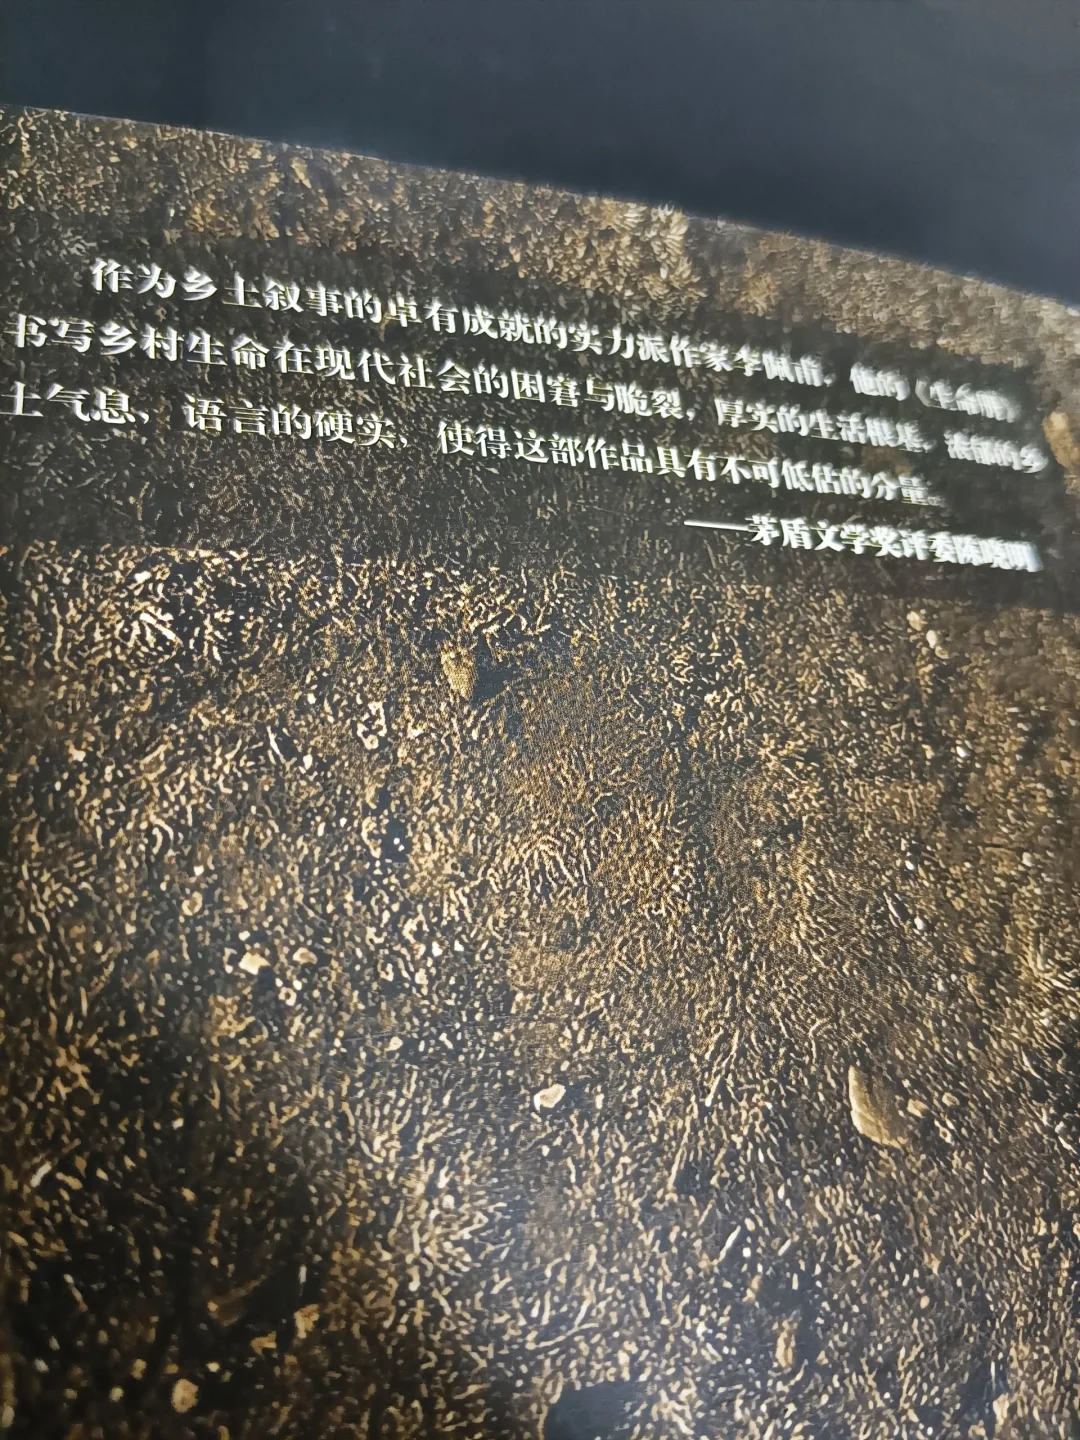 作为乡土叙事的卓有成就的实力派作家李佩甫，他的《生命册》
书写乡村生命在现代社会的困窘与脆裂，厚实的生活根基，浓郁的乡
土气息，语言的硬实，使得这部作品具有不可低估的分量。
——茅盾文学奖评委陈晓明